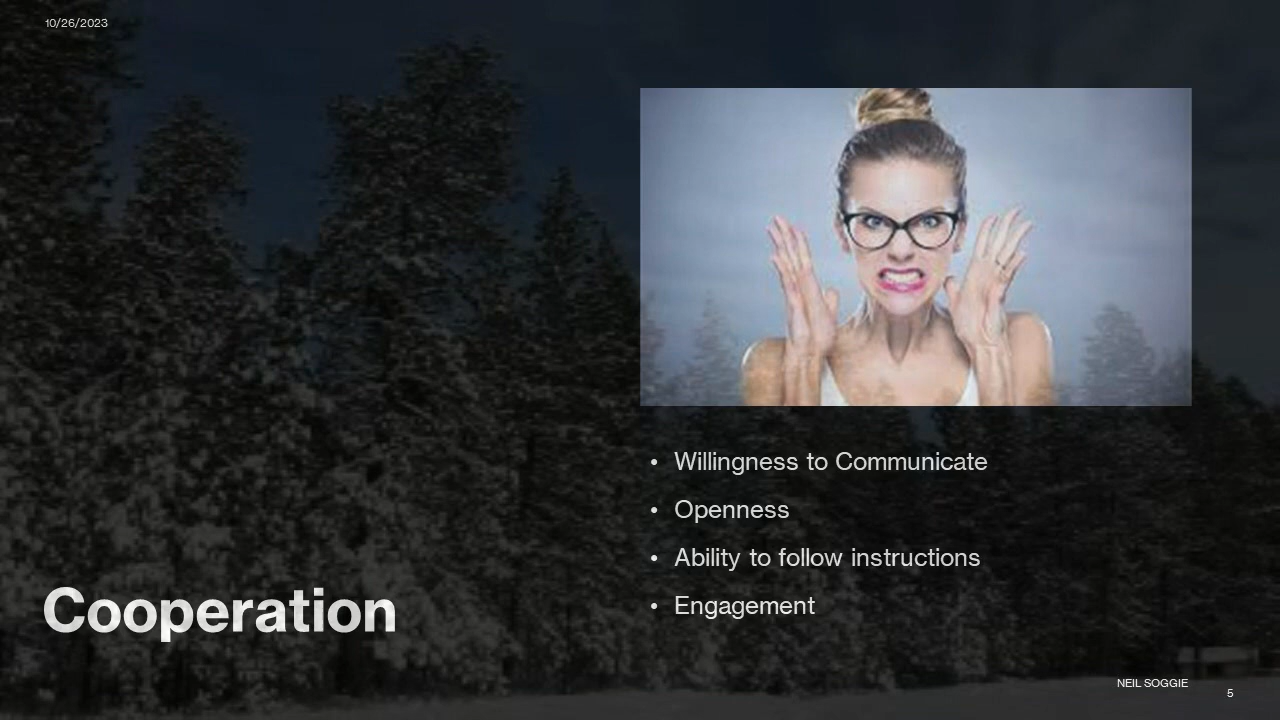 10/26/2023
Cooperation
• Willingness to Communicate
• Openness
• Ability to follow instructions
• Engagement
NEIL SOGGIE
5